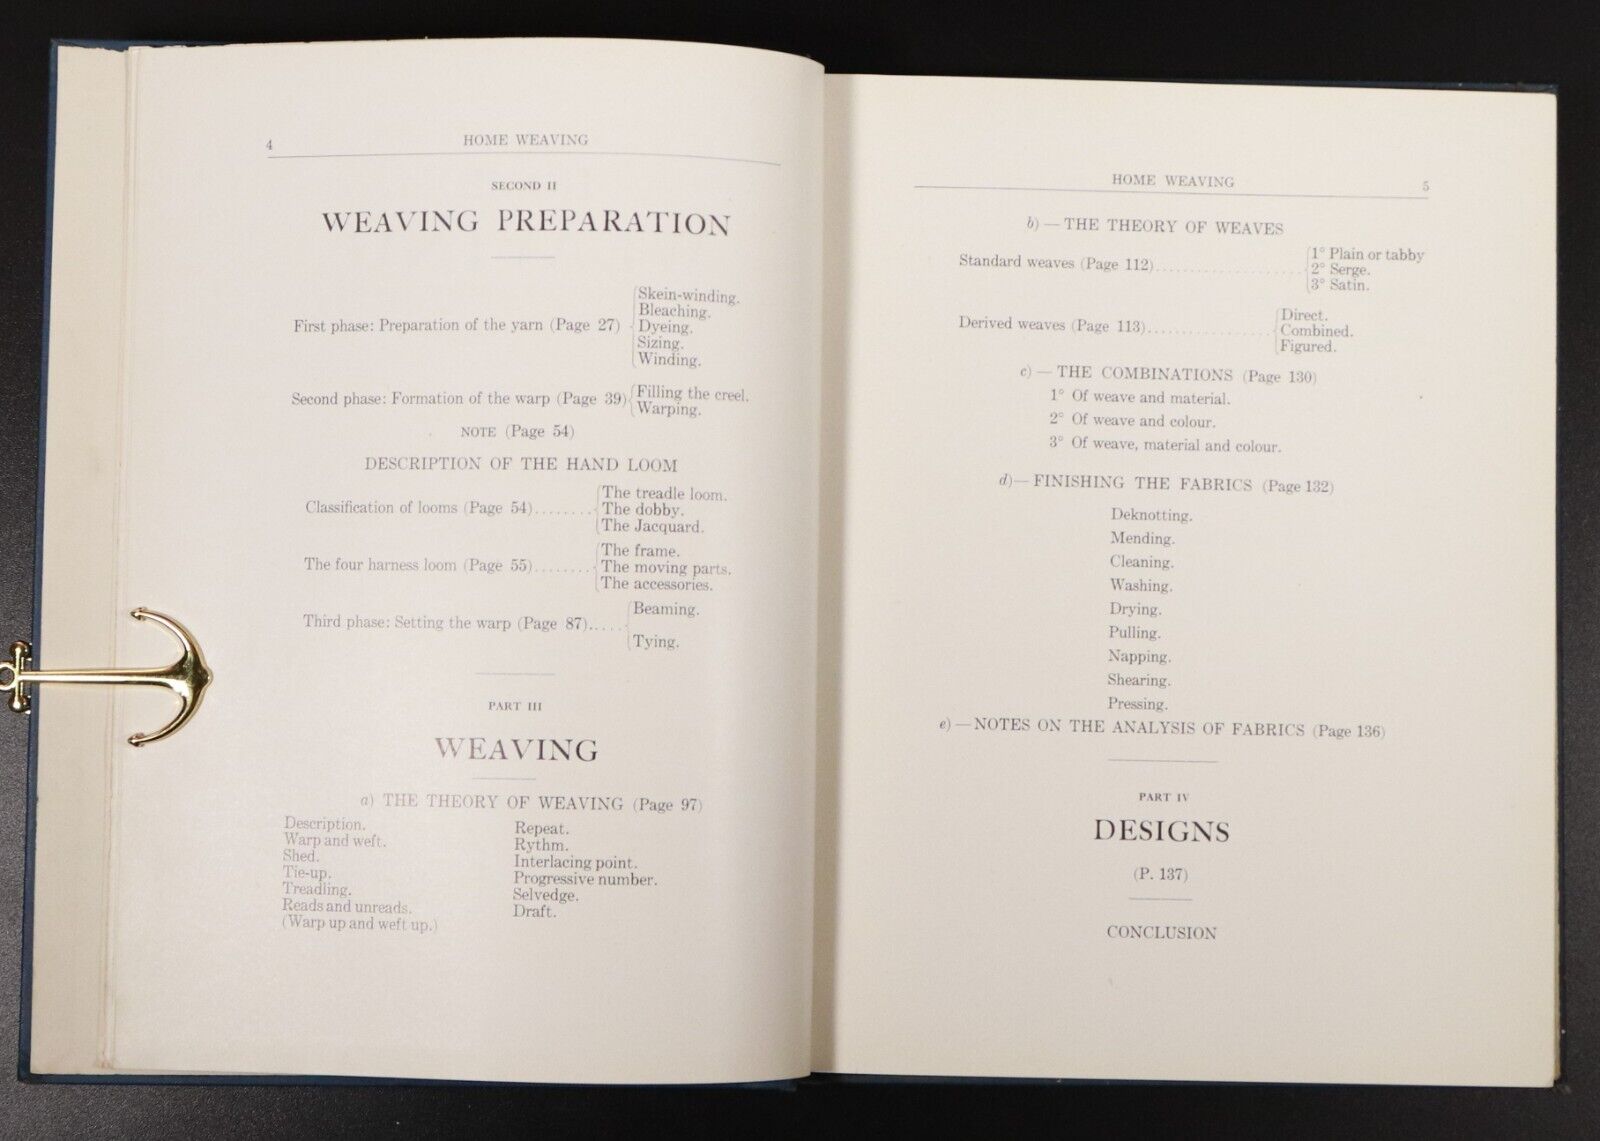 4 HOME WEAVING
SECOND II
WEAVING PREPARATION
First phase: Preparation of the yarn (Page 27)
Skein-winding.
Bleaching.
Dyeing.
Sizing.
Winding.
Second phase: Formation of the warp (Page 39)
Filling the creel.
Warping.
NOTE (Page 54)
DESCRIPTION OF THE HAND LOOM
Classification of looms (Page 54)........
The treadle loom.
The dobby.
The Jacquard.
The four harness loom (Page 55)........
The frame.
The moving parts.
The accessories.
Third phase: Setting the warp (Page 87).....
Beaming.
Tying.
PART III
WEAVING
a) THE THEORY OF WEAVING (Page 97)
Description.
Warp and weft.
Shed.
Tie-up.
Treadling.
Reads and unreads.
(Warp up and weft up.)
Repeat.
Rythm.
Interlacing point.
Progressive number.
Selvedge.
Draft.
HOME WEAVING 5
b) — THE THEORY OF WEAVES
Standard weaves (Page 112)....................
1° Plain or tabby
2° Serge.
3° Satin.
Derived weaves (Page 113)................
Direct.
Combined.
Figured.
c) — THE COMBINATIONS (Page 130)
1° Of weave and material.
2° Of weave and colour.
3° Of weave, material and colour.
d)— FINISHING THE FABRICS (Page 132)
Deknotting.
Mending.
Cleaning.
Washing.
Drying.
Pulling.
Napping.
Shearing.
Pressing.
e) — NOTES ON THE ANALYSIS OF FABRICS (Page 136)
PART IV
DESIGNS
(P. 137)
CONCLUSION